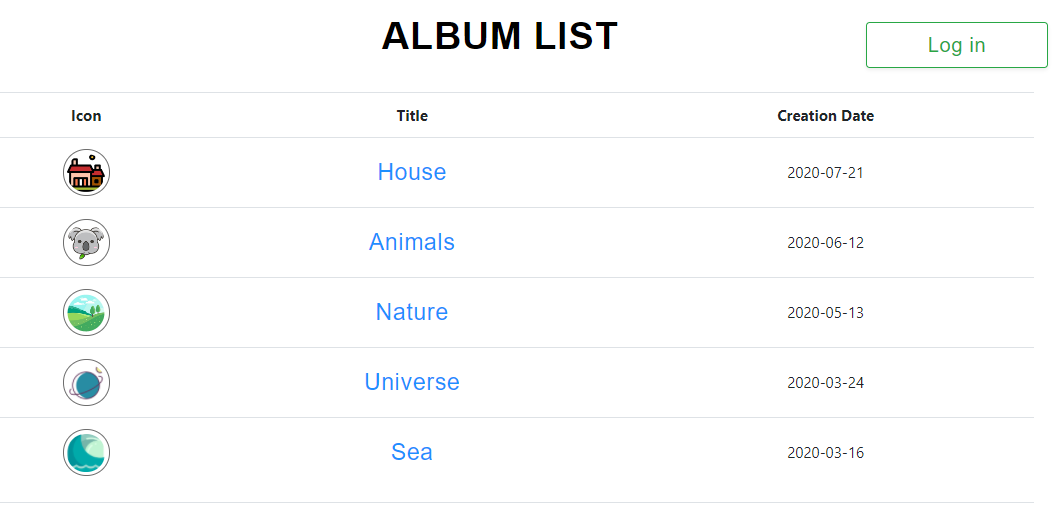 ALBUM LIST
Log in
Icon Title Creation Date
House 2020-07-21
Animals 2020-06-12
Nature 2020-05-13
Universe 2020-03-24
Sea 2020-03-16